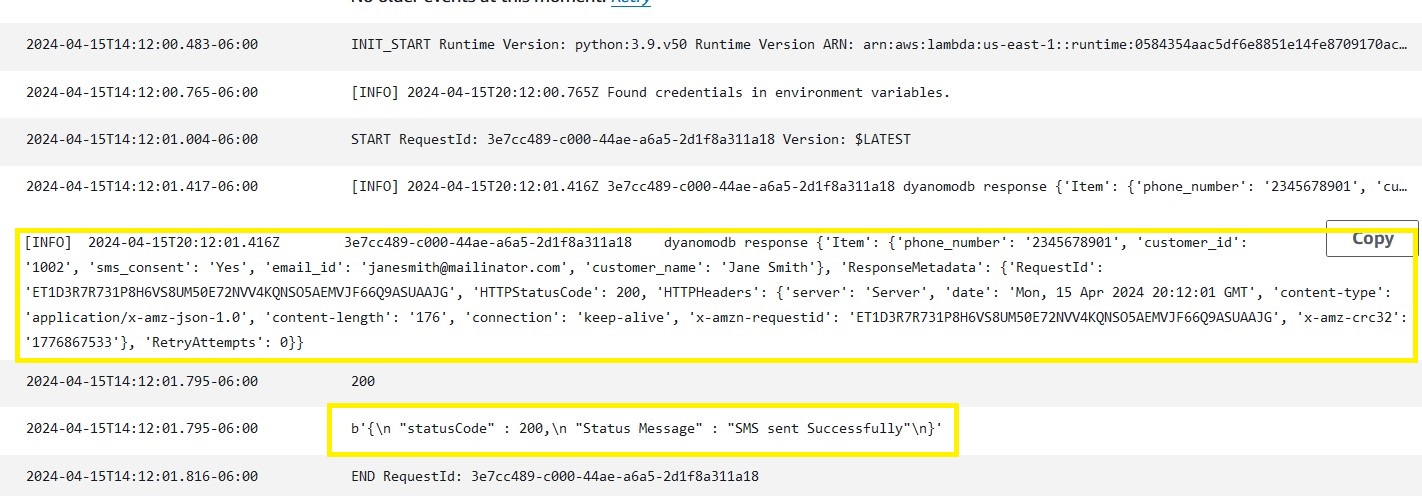 No older events at this moment. Retry
2024-04-15T14:12:00.483-06:00 INIT_START Runtime Version: python:3.9.v50 Runtime Version ARN: arn:aws:lambda:us-east-1::runtime:0584354aac5df6e8851e14fe8709170ac…
2024-04-15T14:12:00.765-06:00 [INFO] 2024-04-15T20:12:00.765Z Found credentials in environment variables.
2024-04-15T14:12:01.004-06:00 START RequestId: 3e7cc489-c000-44ae-a6a5-2d1f8a311a18 Version: $LATEST
2024-04-15T14:12:01.417-06:00 [INFO] 2024-04-15T20:12:01.416Z 3e7cc489-c000-44ae-a6a5-2d1f8a311a18 dyanomodb response {'Item': {'phone_number': '2345678901', 'cu…
[INFO] 2024-04-15T20:12:01.416Z 3e7cc489-c000-44ae-a6a5-2d1f8a311a18 dyanomodb response {'Item': {'phone_number': '2345678901', 'customer_id':
Copy
'1002', 'sms_consent': 'Yes', 'email_id': 'janesmith@mailinator.com', 'customer_name': 'Jane Smith'}, 'ResponseMetadata': {'RequestId':
'ET1D3R7R731P8H6VS8UM50E72NVV4KQNSO5AEMVJF66Q9ASUAAJG', 'HTTPStatusCode': 200, 'HTTPHeaders': {'server': 'Server', 'date': 'Mon, 15 Apr 2024 20:12:01 GMT', 'content-type':
'application/x-amz-json-1.0', 'content-length': '176', 'connection': 'keep-alive', 'x-amzn-requestid': 'ET1D3R7R731P8H6VS8UM50E72NVV4KQNSO5AEMVJF66Q9ASUAAJG', 'x-amz-crc32':
'1776867533'}, 'RetryAttempts': 0}}
2024-04-15T14:12:01.795-06:00 200
2024-04-15T14:12:01.795-06:00 b'{\n "statusCode" : 200,\n "Status Message" : "SMS sent Successfully"\n}'
2024-04-15T14:12:01.816-06:00 END RequestId: 3e7cc489-c000-44ae-a6a5-2d1f8a311a18